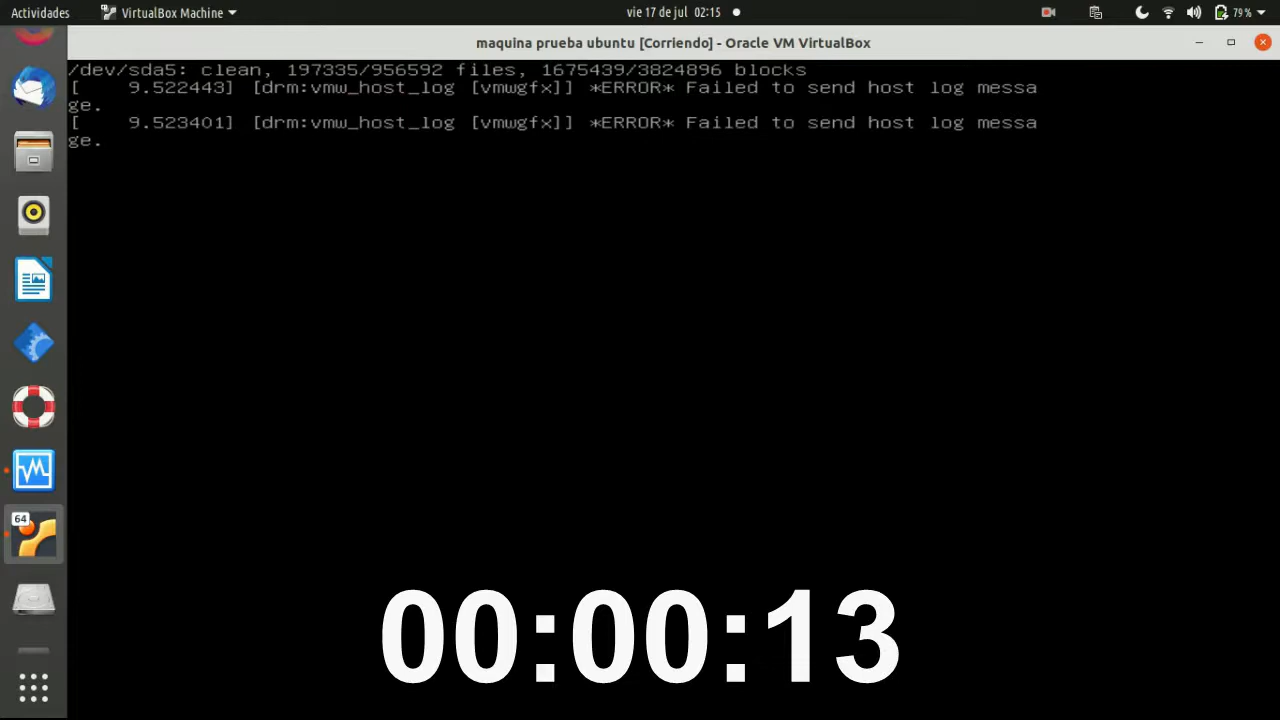 Actividades
VirtualBox Machine
vie 17 de jul 02:15
79 %
maquina prueba ubuntu [Corriendo] - Oracle VM VirtualBox
/dev/sda5: clean, 197335/956592 files, 1675439/3824896 blocks
[    9.522443] [drm:vmw_host_log [vmwgfx]] *ERROR* Failed to send host log messa
ge.
[    9.523401] [drm:vmw_host_log [vmwgfx]] *ERROR* Failed to send host log messa
ge.
64
00:00:13